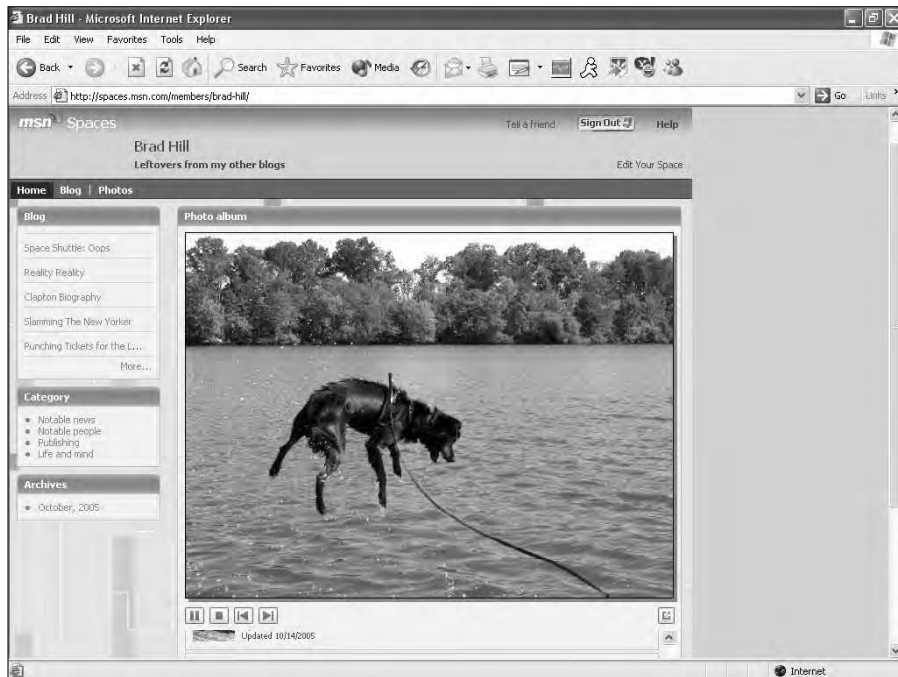 Brad Hill - Microsoft Internet Explorer
File Edit View Favorites Tools Help
Back Search Favorites Media
Address http://spaces.msn.com/members/brad-hill/ Go Links
msn Spaces Tell a friend Sign Out Help
Brad Hill
Leftovers from my other blogs Edit Your Space
Home Blog | Photos
Blog
Space Shuttle: Oops
Reality Reality
Clapton Biography
Slamming The New Yorker
Punching Tickets for the L...
More...
Category
Notable news
Notable people
Publishing
Life and mind
Archives
October, 2005
Photo album
Updated 10/14/2005
Internet